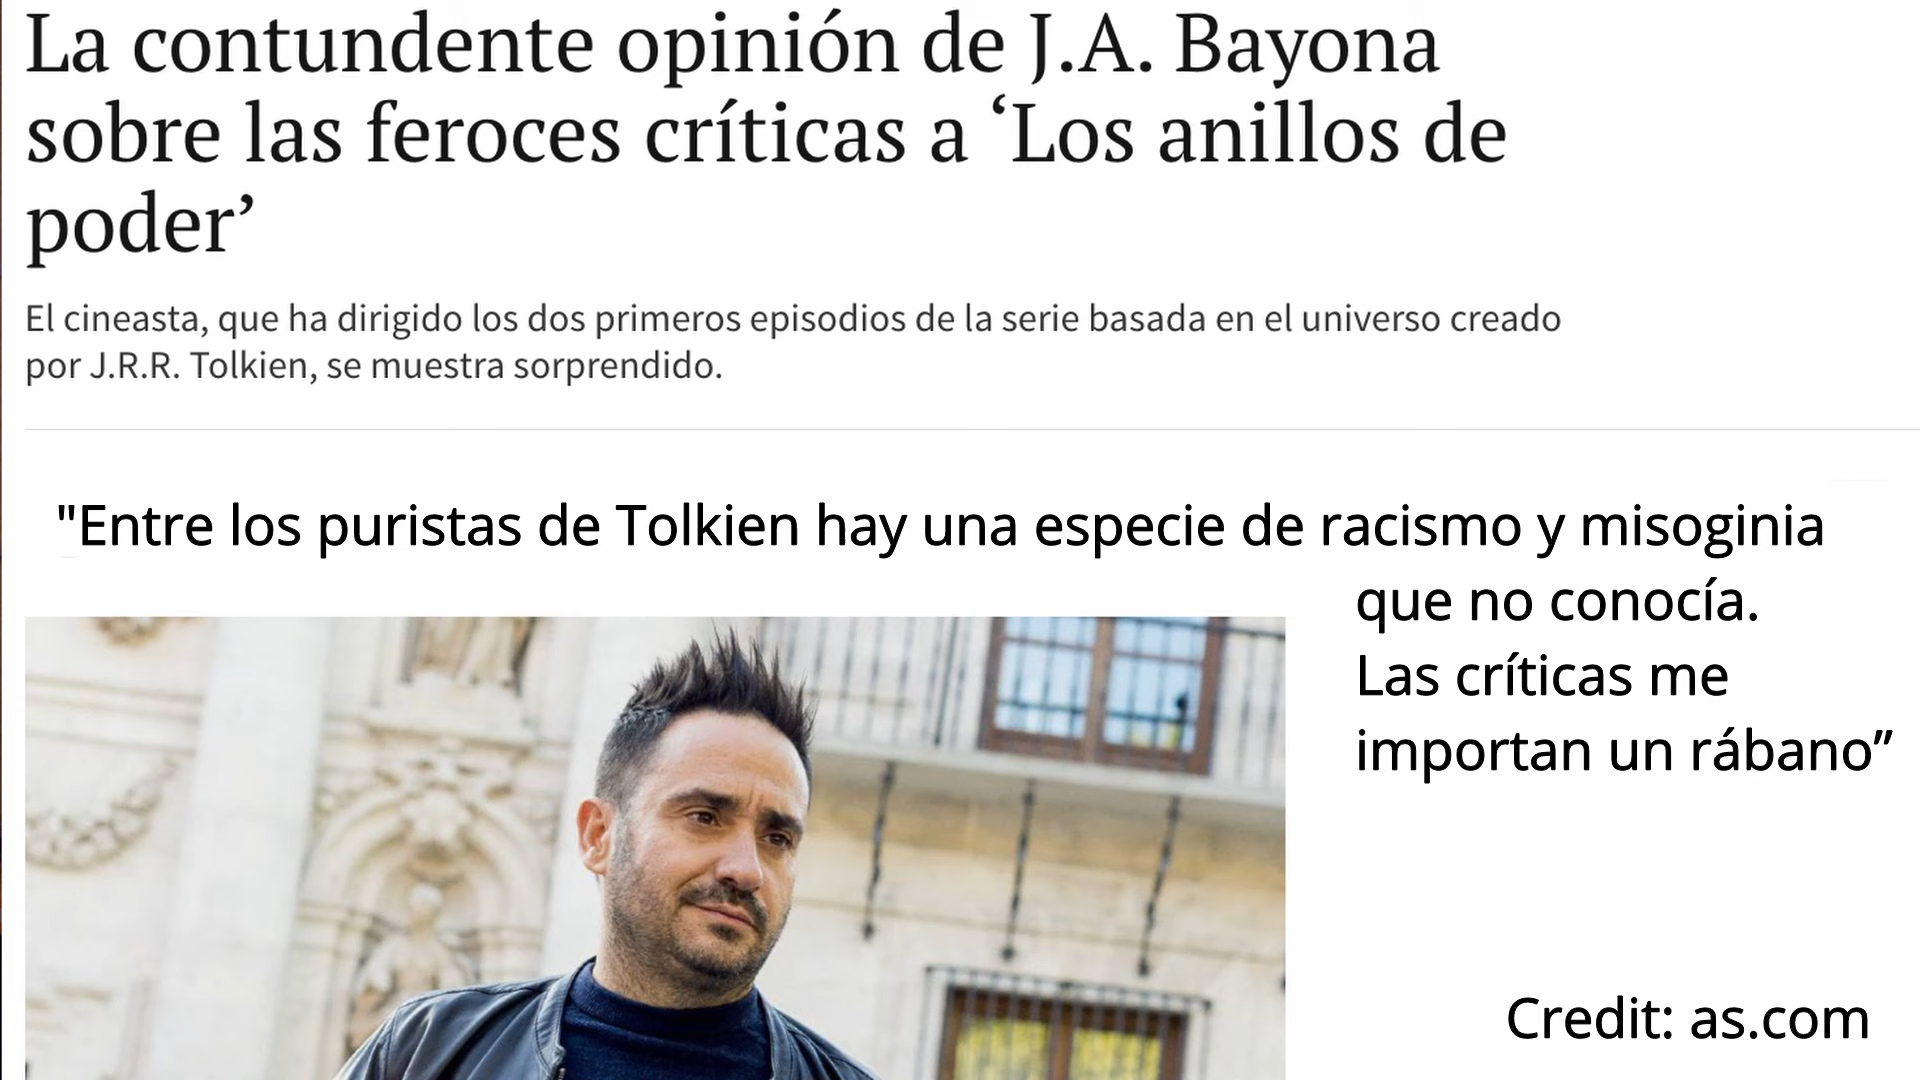 La contundente opinión de J.A. Bayona
sobre las feroces críticas a ‘Los anillos de
poder’
El cineasta, que ha dirigido los dos primeros episodios de la serie basada en el universo creado
por J.R.R. Tolkien, se muestra sorprendido.
"Entre los puristas de Tolkien hay una especie de racismo y misoginia
que no conocía.
Las críticas me
importan un rábano”
Credit: as.com